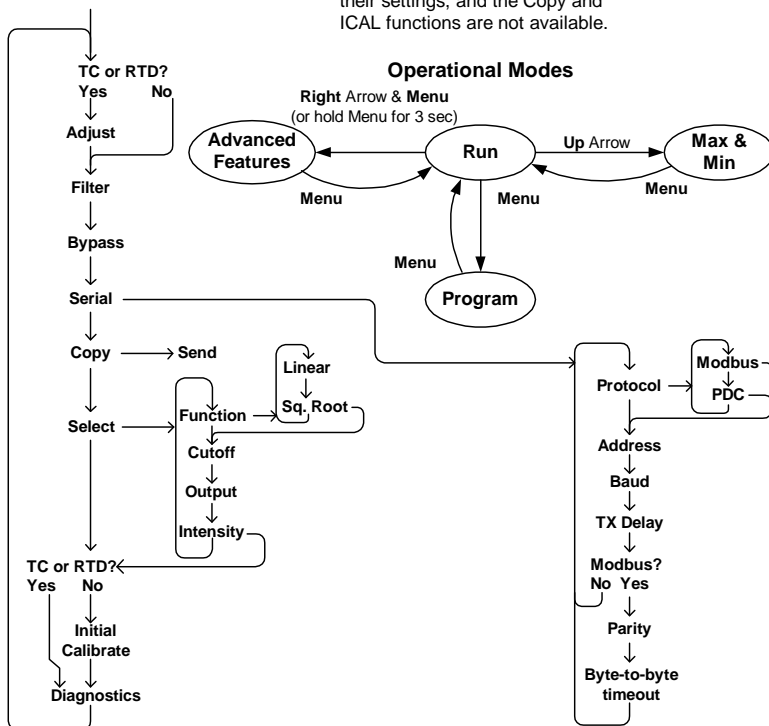 their settings, and the Copy and
ICAL functions are not available.
Operational Modes
Right Arrow & Menu
(or hold Menu for 3 sec)
Advanced
Features
Run
Up Arrow
Max &
Min
Menu
Menu
Menu
Menu
Program
TC or RTD?
Yes No
Adjust
Filter
Bypass
Serial
Copy
Send
Select
Function
Linear
Sq. Root
Cutoff
Output
Intensity
TC or RTD?
Yes No
Initial
Calibrate
Diagnostics
Protocol
Modbus
PDC
Address
Baud
TX Delay
Modbus?
No Yes
Parity
Byte-to-byte
timeout